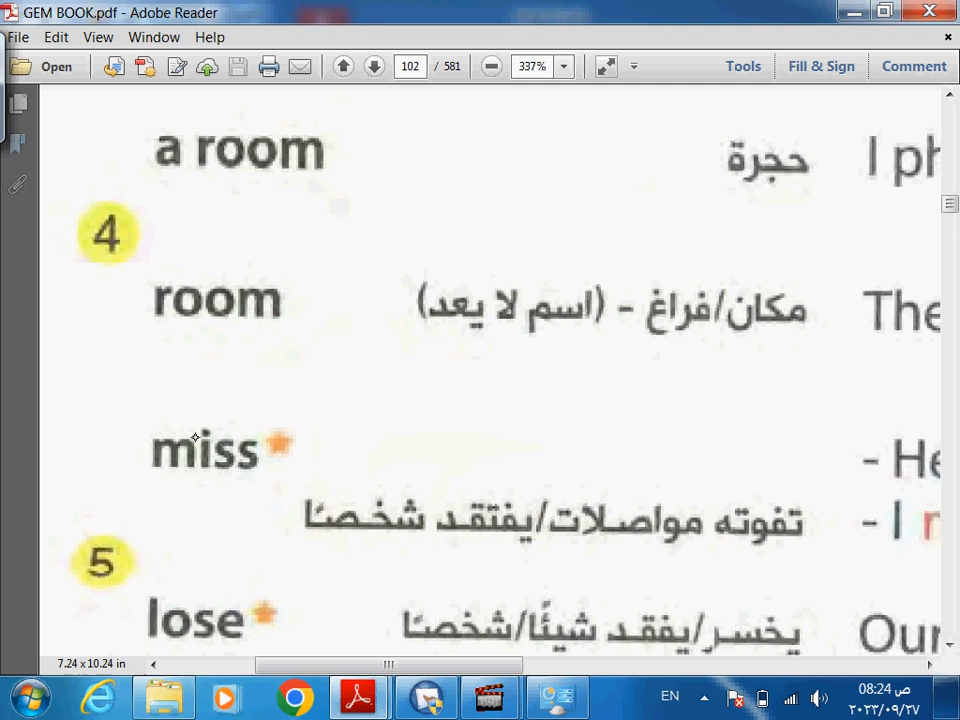 GEM BOOK.pdf - Adobe Reader
File Edit View Window Help
Open 102 / 581 337% Tools Fill & Sign Comment
a room حجرة I ph
4
room مكان/فراغ - (اسم لا يعد) The
miss* - He
تفوته مواصلات/يفتقد شخصًا - I
5
lose* يخسر/يفقد شيئًا/شخصًا Our
7.24 x 10.24 in
EN 08:24 ص
٢٠٢٣/٠٩/٢٧